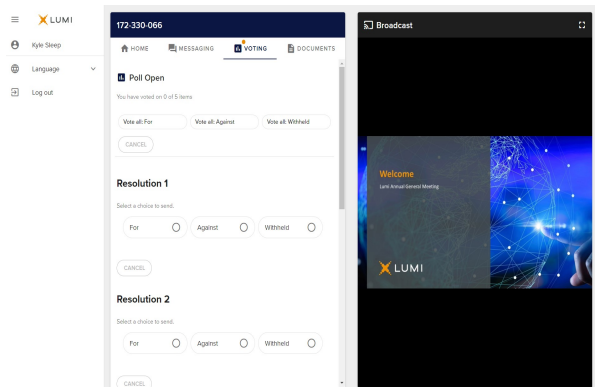 LUMI
Kyle Sleep
Language
Log out
172-330-066
HOME
MESSAGING
VOTING
DOCUMENTS
Poll Open
You have voted on 0 of 5 items
Vote all: For
Vote all: Against
Vote all: Withheld
CANCEL
Resolution 1
Select a choice to send.
For
Against
Withheld
CANCEL
Resolution 2
Select a choice to send.
For
Against
Withheld
CANCEL
Broadcast
Welcome
Lumi Annual General Meeting
LUMI